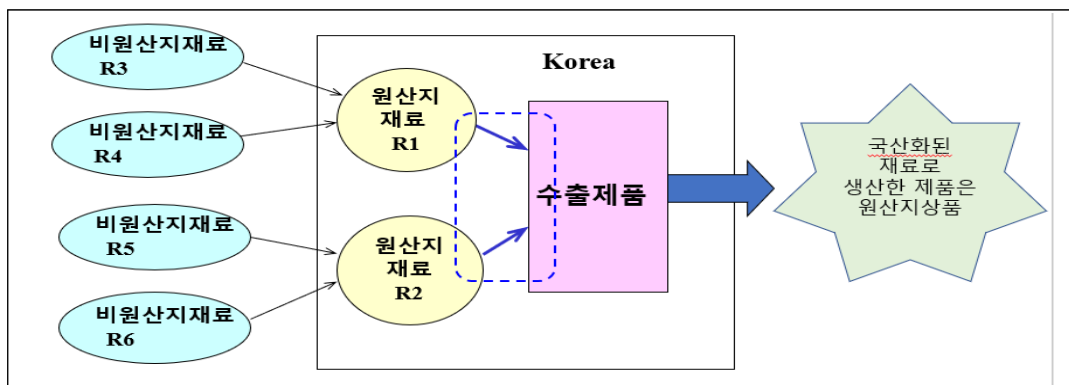 비원산지재료
R3
비원산지재료
R4
비원산지재료
R5
비원산지재료
R6
Korea
원산지
재료
R1
원산지
재료
R2
수출제품
국산화된
재료로
생산한 제품은
원산지상품